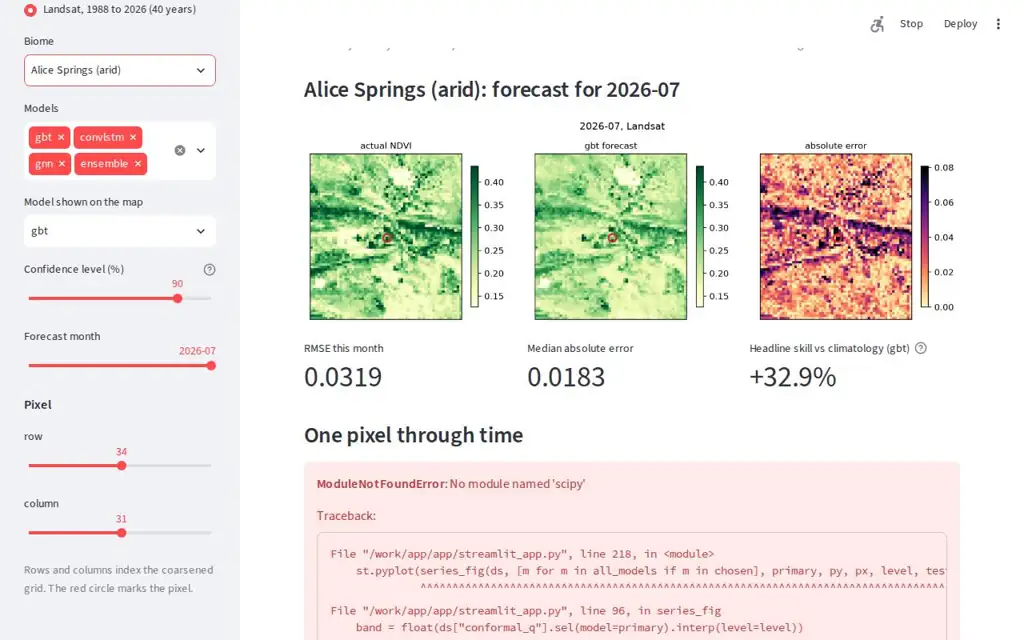 Landsat, 1988 to 2026 (40 years)
Biome
Alice Springs (arid)
Models
gbt × convlstm ×
gnn × ensemble ×
Model shown on the map
gbt
Confidence level (%)
90
Forecast month
2026-07
Pixel
row
34
column
31
Rows and columns index the coarsened
grid. The red circle marks the pixel.
Stop Deploy
Alice Springs (arid): forecast for 2026-07
2026-07, Landsat
actual NDVI
0.40
0.35
0.30
0.25
0.20
0.15
gbt forecast
0.40
0.35
0.30
0.25
0.20
0.15
absolute error
0.08
0.06
0.04
0.02
0.00
RMSE this month
0.0319
Median absolute error
0.0183
Headline skill vs climatology (gbt)
+32.9%
One pixel through time
ModuleNotFoundError: No module named 'scipy'
Traceback:
File "/work/app/app/streamlit_app.py", line 218, in <module>
st.pyplot(series_fig(ds, [m for m in all_models if m in chosen], primary, py, px, level, tes
File "/work/app/app/streamlit_app.py", line 96, in series_fig
band = float(ds["conformal_q"].sel(model=primary).interp(level=level))